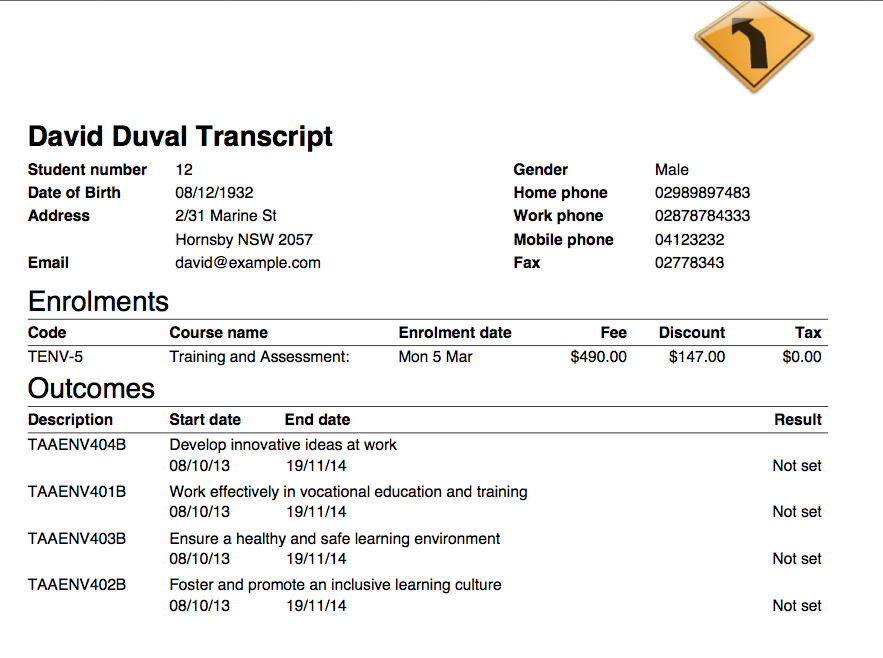 David Duval Transcript
Student number 12 Gender Male
Date of Birth 08/12/1932 Home phone 02989897483
Address 2/31 Marine St Work phone 02878784333
Hornsby NSW 2057 Mobile phone 04123232
Email david@example.com Fax 02778343
Enrolments
Code Course name Enrolment date Fee Discount Tax
TENV-5 Training and Assessment: Mon 5 Mar $490.00 $147.00 $0.00
Outcomes
Description Start date End date Result
TAAENV404B Develop innovative ideas at work
08/10/13 19/11/14 Not set
TAAENV401B Work effectively in vocational education and training
08/10/13 19/11/14 Not set
TAAENV403B Ensure a healthy and safe learning environment
08/10/13 19/11/14 Not set
TAAENV402B Foster and promote an inclusive learning culture
08/10/13 19/11/14 Not set